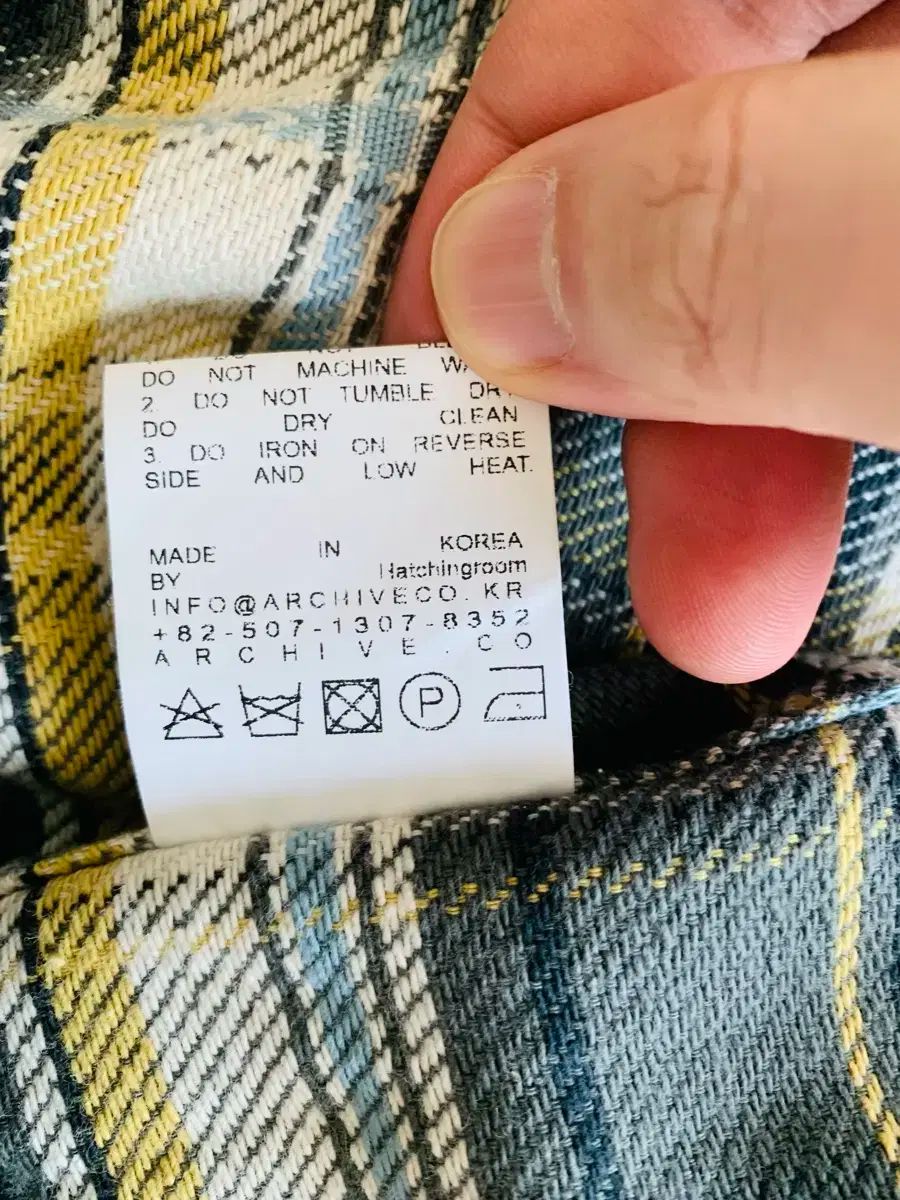 DO NOT MACHINE
2. DO NOT TUMBLE DRY
DO DRY CLEAN
3. DO IRON ON REVERSE
SIDE AND LOW HEAT.
MADE IN KOREA
BY Hatchingroom
INFO@ARCHIVECO.KR
+82-507-1307-8352
ARCHIVE.CO
P